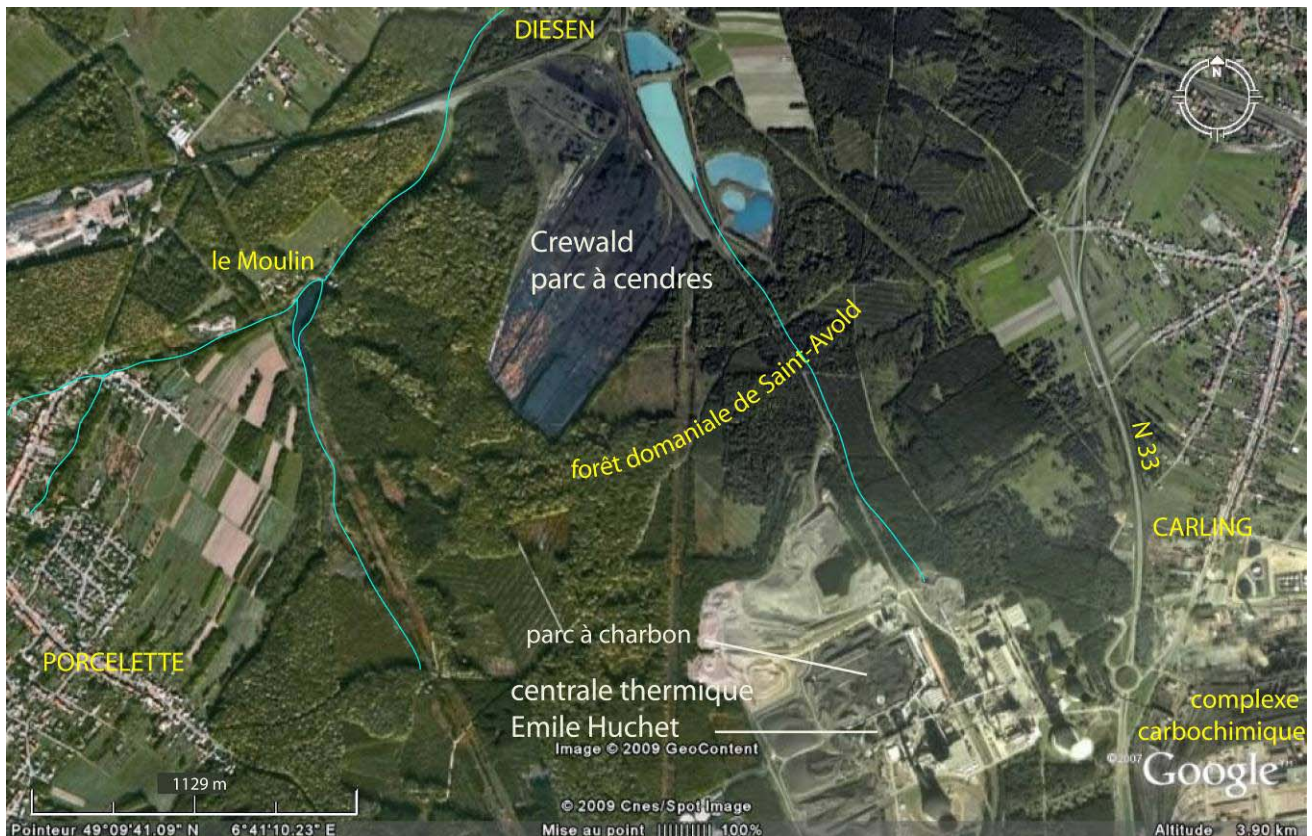 DIESEN
N
le Moulin
Crewald
parc à cendres
forêt domaniale de Saint-Avold
N 33
CARLING
parc à charbon
PORCELETTE
centrale thermique
Emile Huchet
complexe
carbochimique
Image © 2009 GeoContent
©2007 Google™
1129 m
© 2009 Cnes/Spot Image
Pointeur 49°09'41.09" N 6°41'10.23" E
Mise au point |||||||||| 100%
Altitude 3.90 km